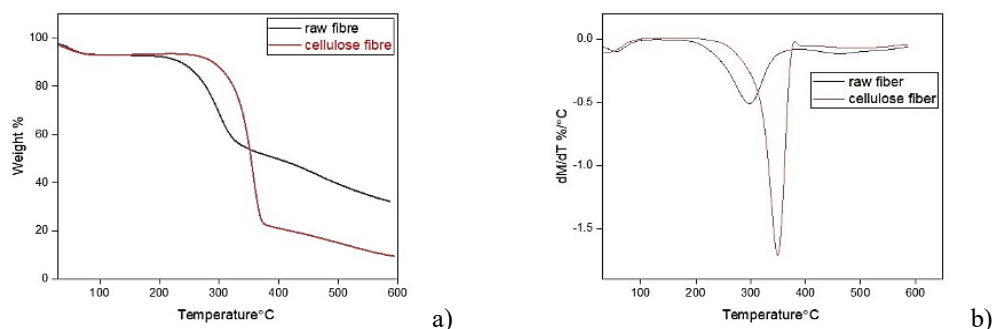 raw fibre
cellulose fibre
100
80
60
40
20
0
Weight %
100 200 300 400 500 600
Temperature°C
a)
raw fiber
cellulose fiber
0.0
-0.5
-1.0
-1.5
dM/dT %/°C
100 200 300 400 500 600
Temperature°C
b)